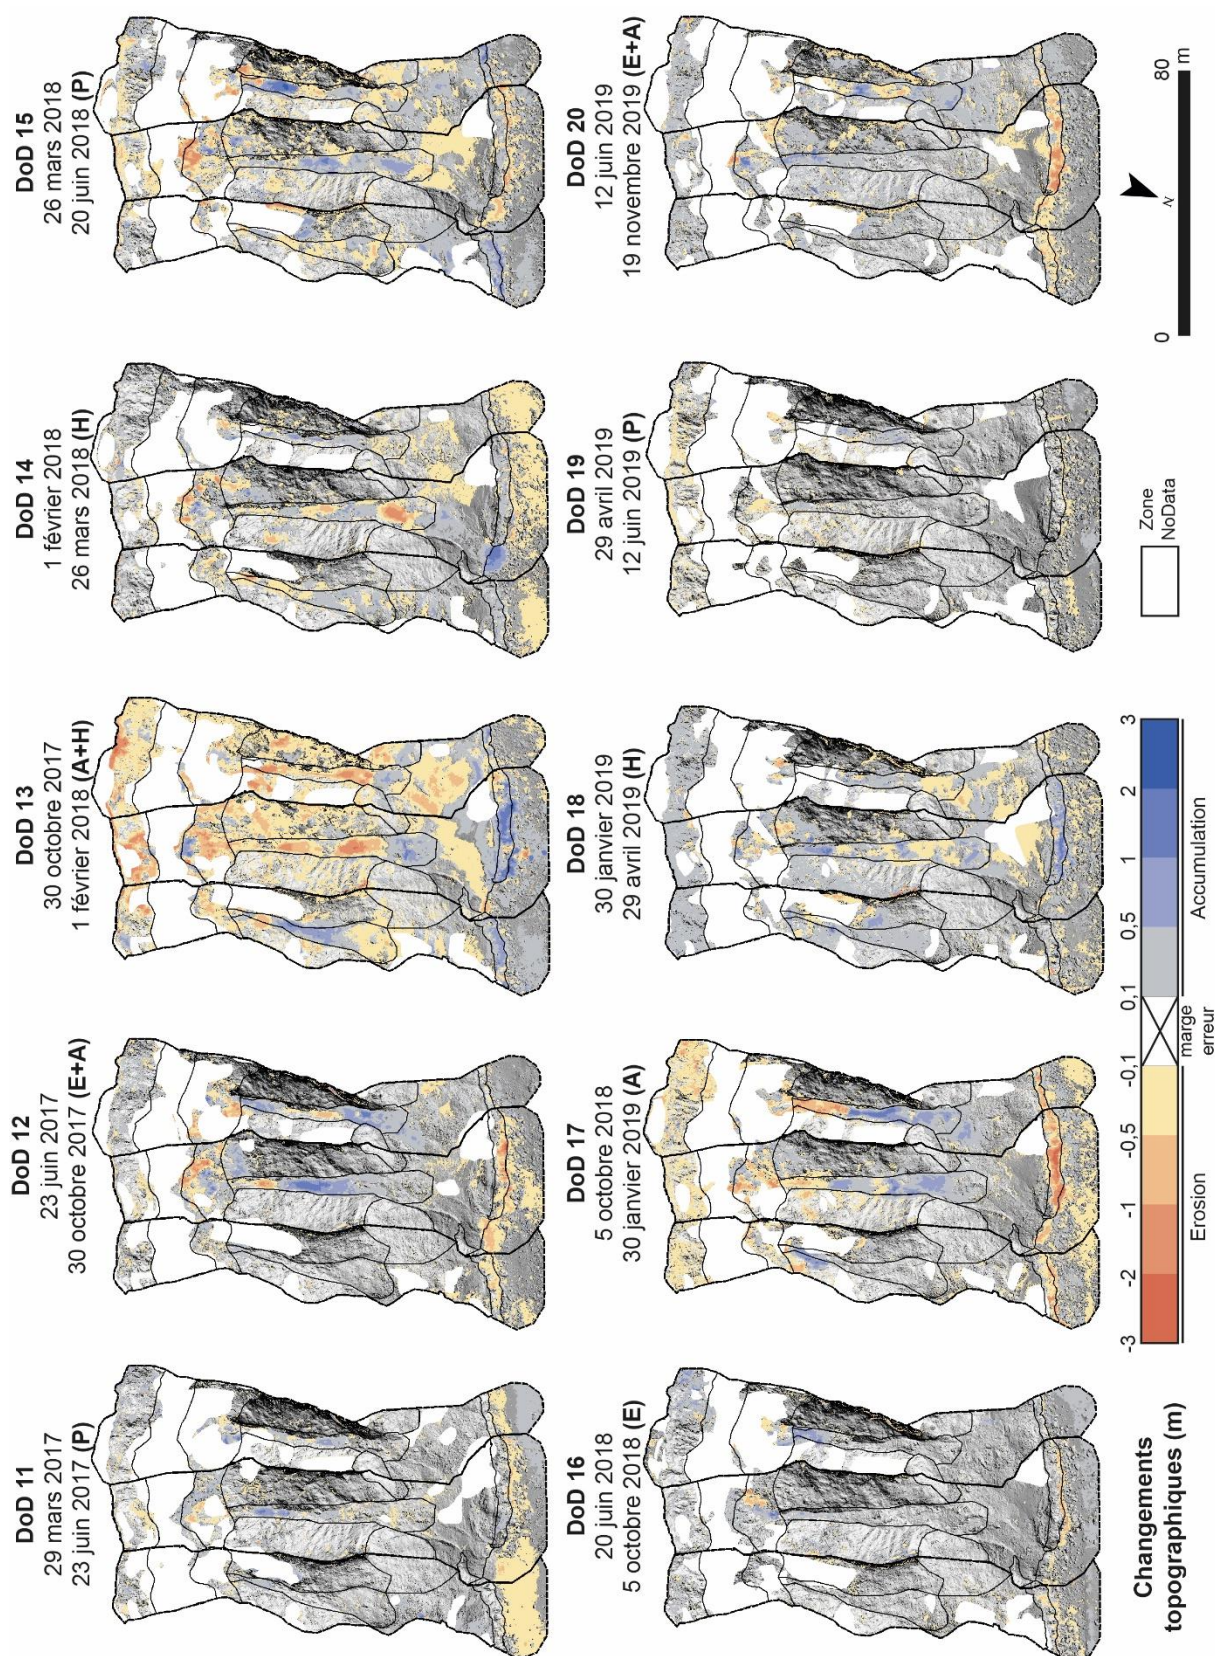 DoD 11
29 mars 2017
23 juin 2017 (P)
DoD 12
23 juin 2017
30 octobre 2017 (E+A)
DoD 13
30 octobre 2017
1 février 2018 (A+H)
DoD 14
1 février 2018
26 mars 2018 (H)
DoD 15
26 mars 2018
20 juin 2018 (P)
DoD 16
20 juin 2018
5 octobre 2018 (E)
DoD 17
5 octobre 2018
30 janvier 2019 (A)
DoD 18
30 janvier 2019
29 avril 2019 (H)
DoD 19
29 avril 2019
12 juin 2019 (P)
DoD 20
12 juin 2019
19 novembre 2019 (E+A)
Changements
topographiques (m)
-3 -2 -1 -0,5 -0,1 0,1 0,5 1 2 3
Erosion
marge
erreur
Accumulation
Zone
NoData
N
0 80
m